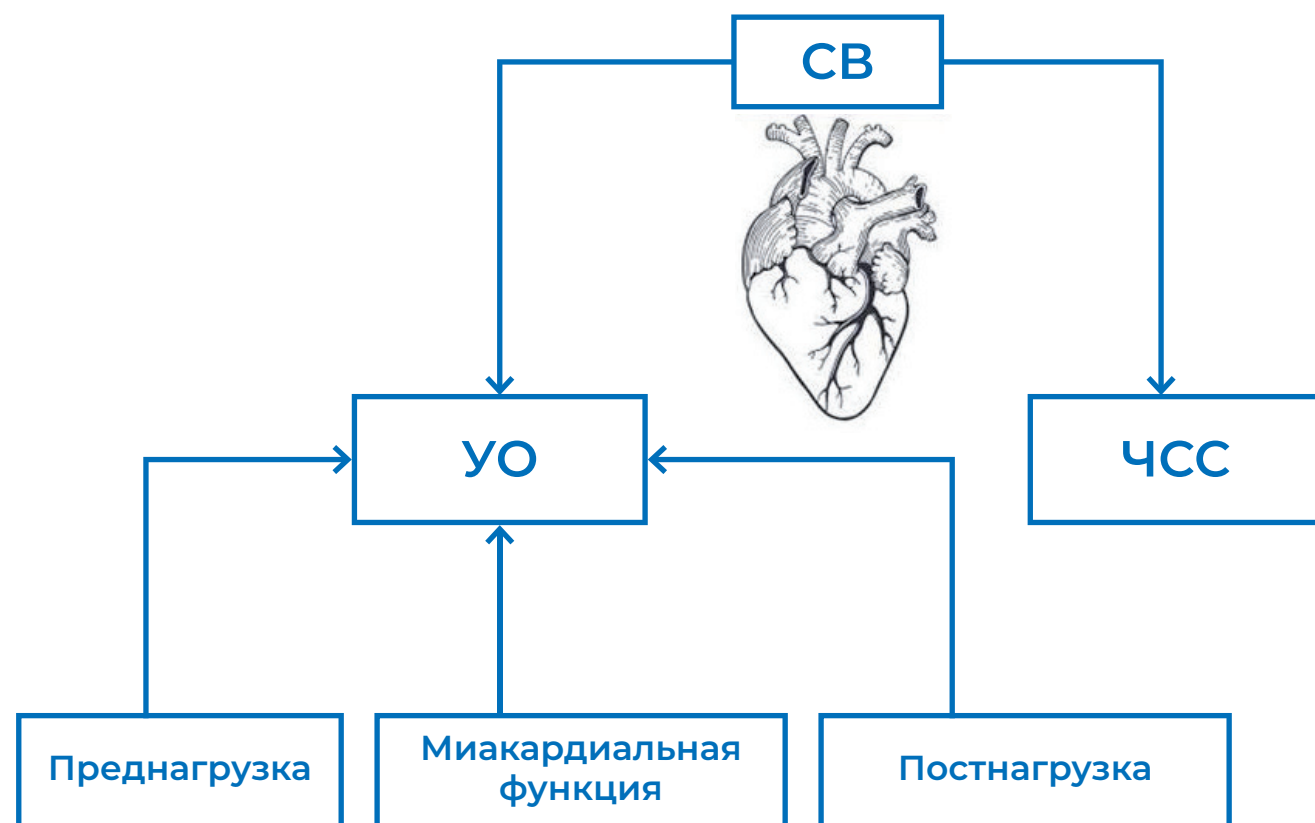 СВ
УО
ЧСС
Преднагрузка
Миакардиальная
функция
Постнагрузка